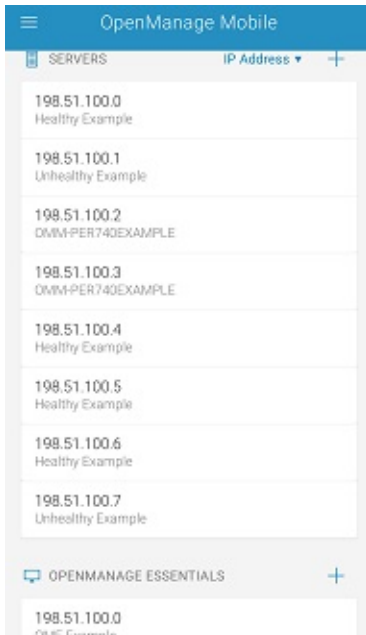 OpenManage Mobile
SERVERS IP Address ▾ +
198.51.100.0
Healthy Example
198.51.100.1
Unhealthy Example
198.51.100.2
OMM-PER740EXAMPLE
198.51.100.3
OMM-PER740EXAMPLE
198.51.100.4
Healthy Example
198.51.100.5
Healthy Example
198.51.100.6
Healthy Example
198.51.100.7
Unhealthy Example
OPENMANAGE ESSENTIALS +
198.51.100.0
OME Example